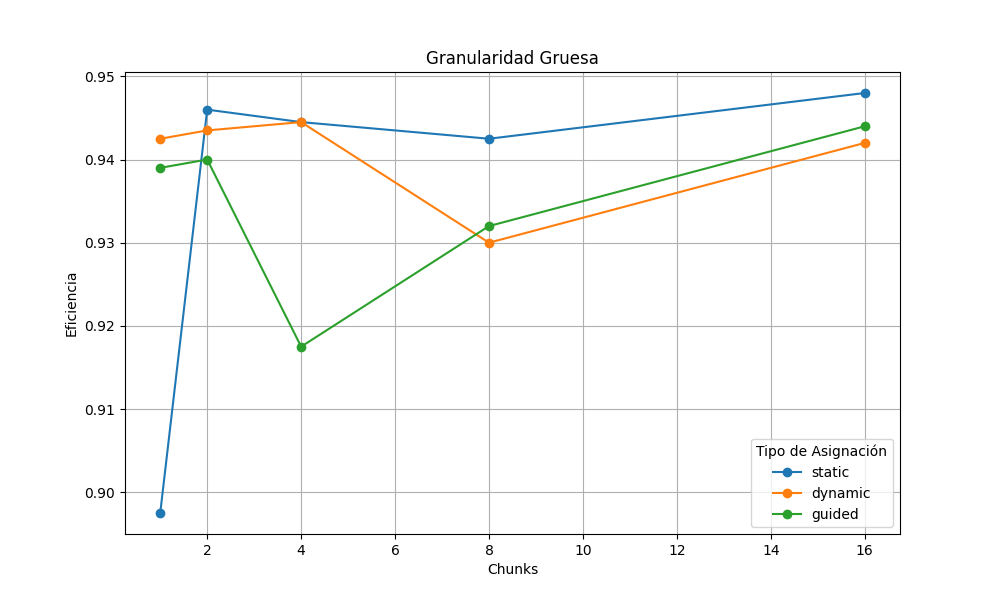 Granularidad Gruesa
0.95
0.94
0.93
0.92
0.91
0.90
Eficiencia
2 4 6 8 10 12 14 16
Chunks
Tipo de Asignación
static
dynamic
guided